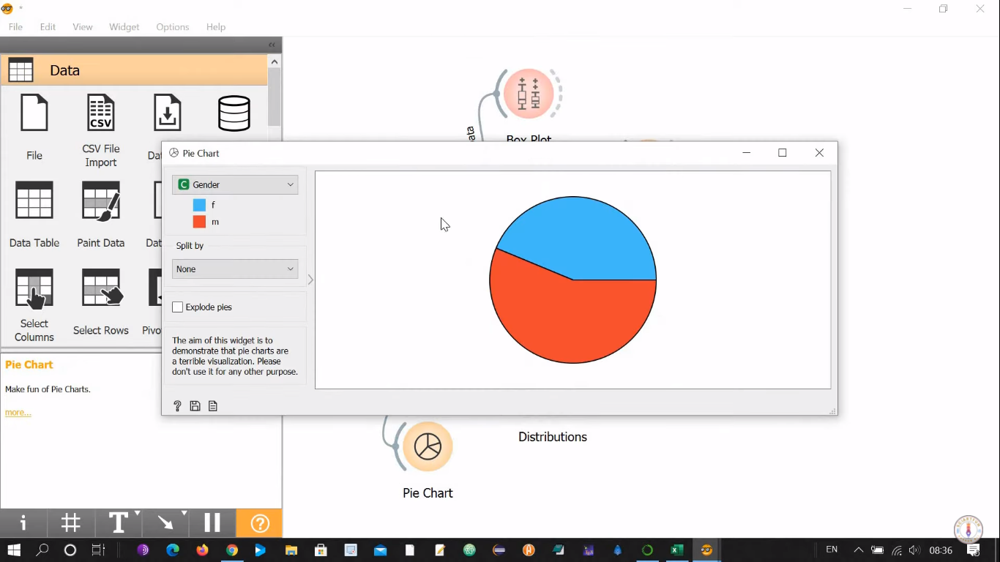 *
File Edit View Widget Options Help
«
Data
CSV
File
CSV File
Import
Dat
Data Table
Paint Data
Dat
Select
Columns
Select Rows
Pivo
Pie Chart
Make fun of Pie Charts.
more...
ata
Box Plot
Pie Chart
C Gender
f
m
Split by
None
Explode pies
The aim of this widget is to
demonstrate that pie charts are
a terrible visualization. Please
don't use it for any other purpose.
?
Distributions
Pie Chart
i # T ?
EN 08:36